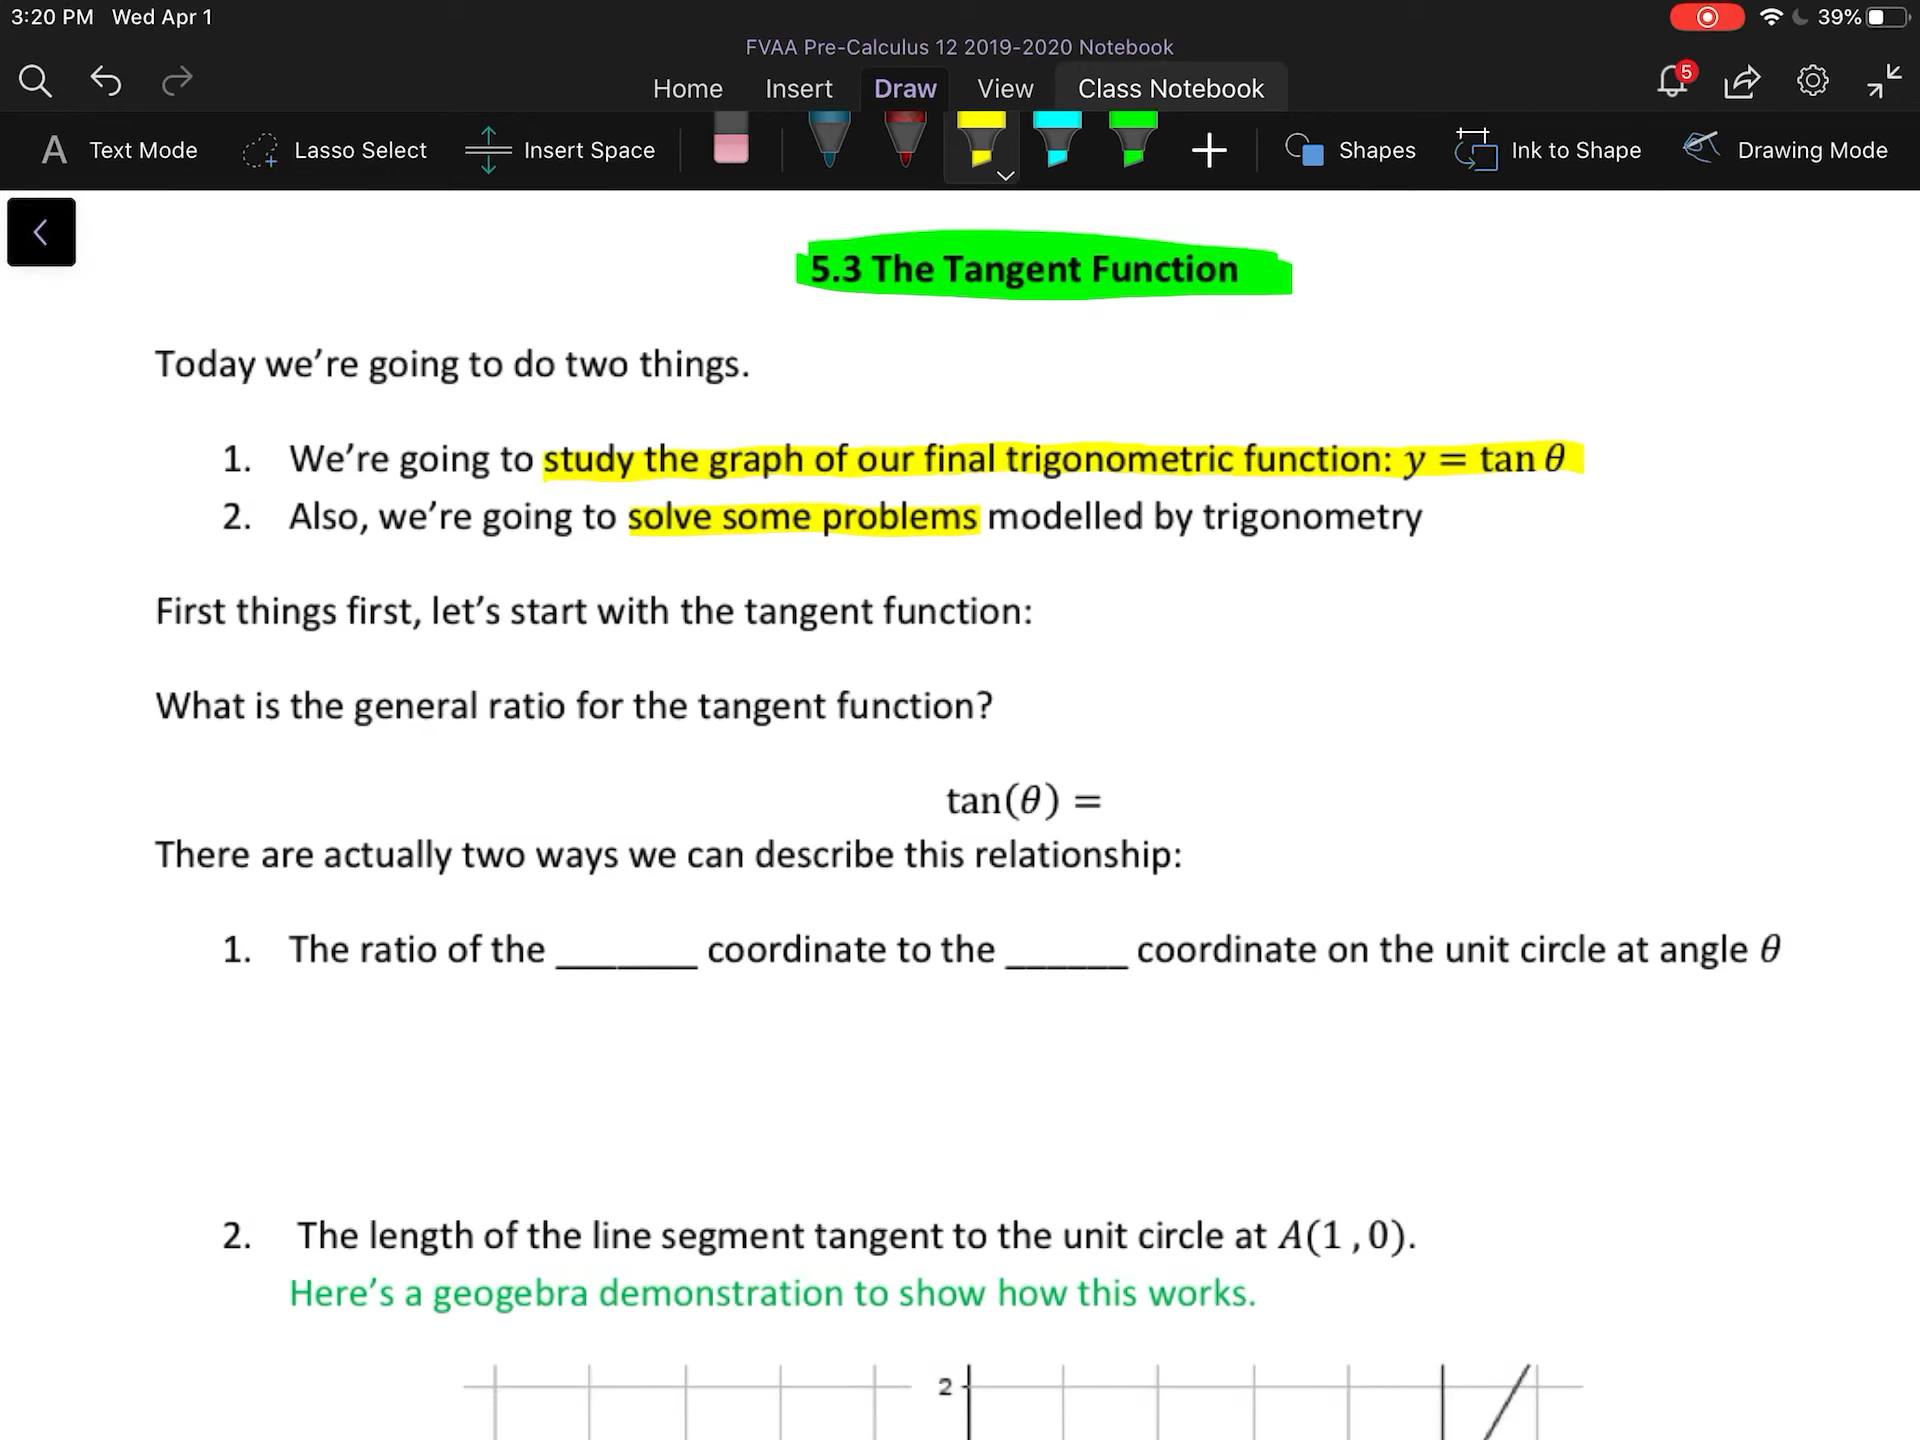 3:20 PM Wed Apr 1
39%
FVAA Pre-Calculus 12 2019-2020 Notebook
Home Insert Draw View Class Notebook
5
A Text Mode Lasso Select Insert Space Shapes Ink to Shape Drawing Mode
5.3 The Tangent Function
Today we're going to do two things.
1. We're going to study the graph of our final trigonometric function: y = tan θ
2. Also, we're going to solve some problems modelled by trigonometry
First things first, let's start with the tangent function:
What is the general ratio for the tangent function?
tan(θ) =
There are actually two ways we can describe this relationship:
1. The ratio of the _______ coordinate to the ______ coordinate on the unit circle at angle θ
2. The length of the line segment tangent to the unit circle at A(1 ,0).
Here's a geogebra demonstration to show how this works.
2